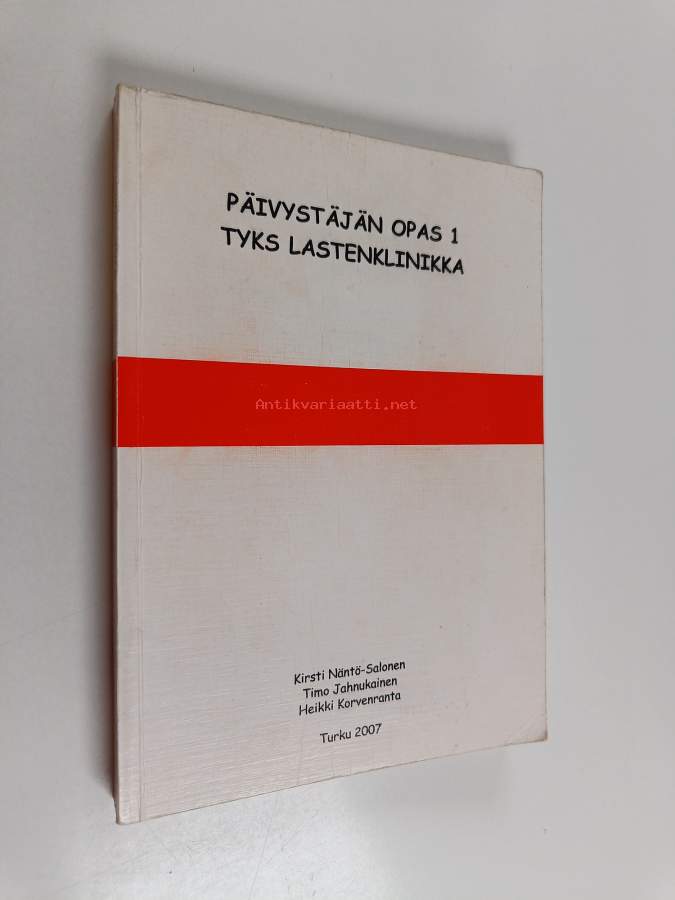 PÄIVYSTÄJÄN OPAS 1
TYKS LASTENKLINIKKA
Antikvariaatti.net
Kirsti Näntö-Salonen
Timo Jahnukainen
Heikki Korvenranta
Turku 2007